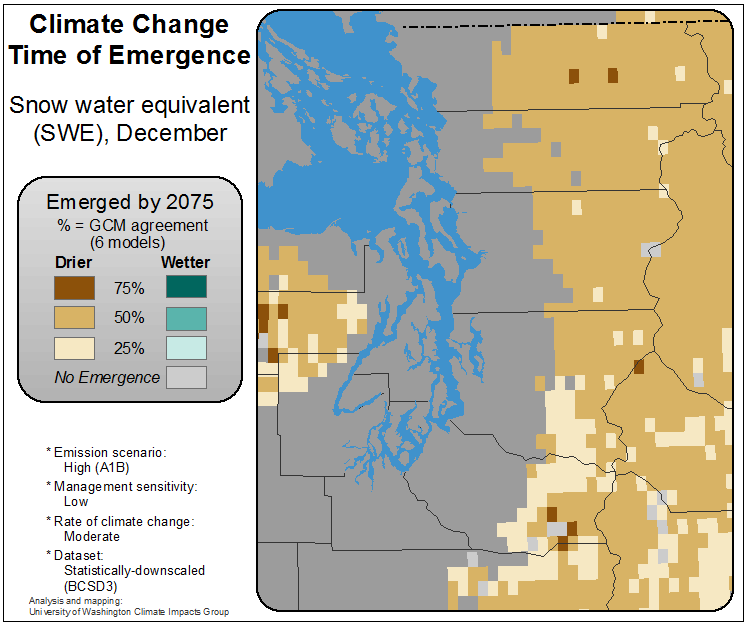 Climate Change
Time of Emergence
Snow water equivalent
(SWE), December
Emerged by 2075
% = GCM agreement
(6 models)
Drier Wetter
75%
50%
25%
No Emergence
* Emission scenario:
High (A1B)
* Management sensitivity:
Low
* Rate of climate change:
Moderate
* Dataset:
Statistically-downscaled
(BCSD3)
Analysis and mapping:
University of Washington Climate Impacts Group